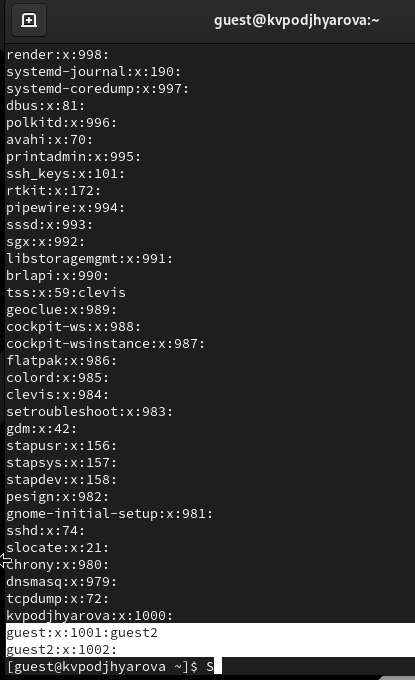 guest@kvpodjhyarova:~
render:x:998:
systemd-journal:x:190:
systemd-coredump:x:997:
dbus:x:81:
polkitd:x:996:
avahi:x:70:
printadmin:x:995:
ssh_keys:x:101:
rtkit:x:172:
pipewire:x:994:
sssd:x:993:
sgx:x:992:
libstoragemgmt:x:991:
brlapi:x:990:
tss:x:59:clevis
geoclue:x:989:
cockpit-ws:x:988:
cockpit-wsinstance:x:987:
flatpak:x:986:
colord:x:985:
clevis:x:984:
setroubleshoot:x:983:
gdm:x:42:
stapusr:x:156:
stapsys:x:157:
stapdev:x:158:
pesign:x:982:
gnome-initial-setup:x:981:
sshd:x:74:
slocate:x:21:
chrony:x:980:
dnsmasq:x:979:
tcpdump:x:72:
kvpodjhyarova:x:1000:
guest:x:1001:guest2
guest2:x:1002:
[guest@kvpodjhyarova ~]$ S